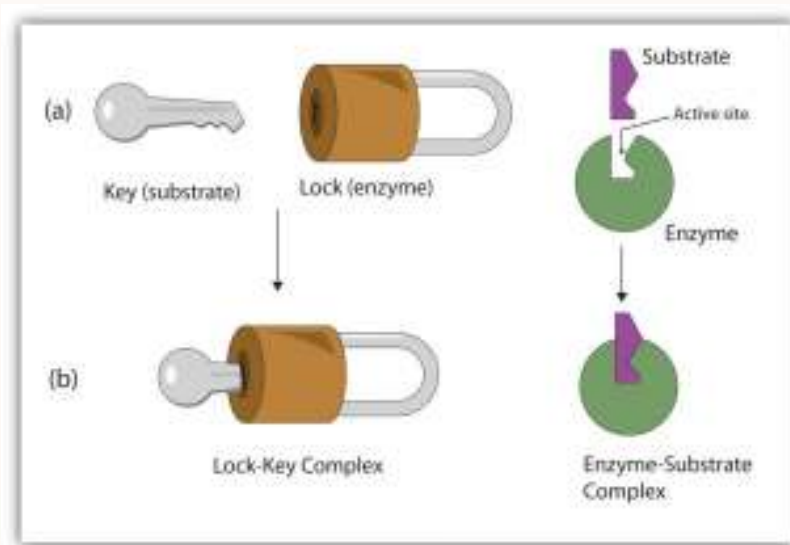 (a)
Key (substrate)
Lock (enzyme)
Substrate
Active site
Enzyme
(b)
Lock-Key Complex
Enzyme-Substrate
Complex